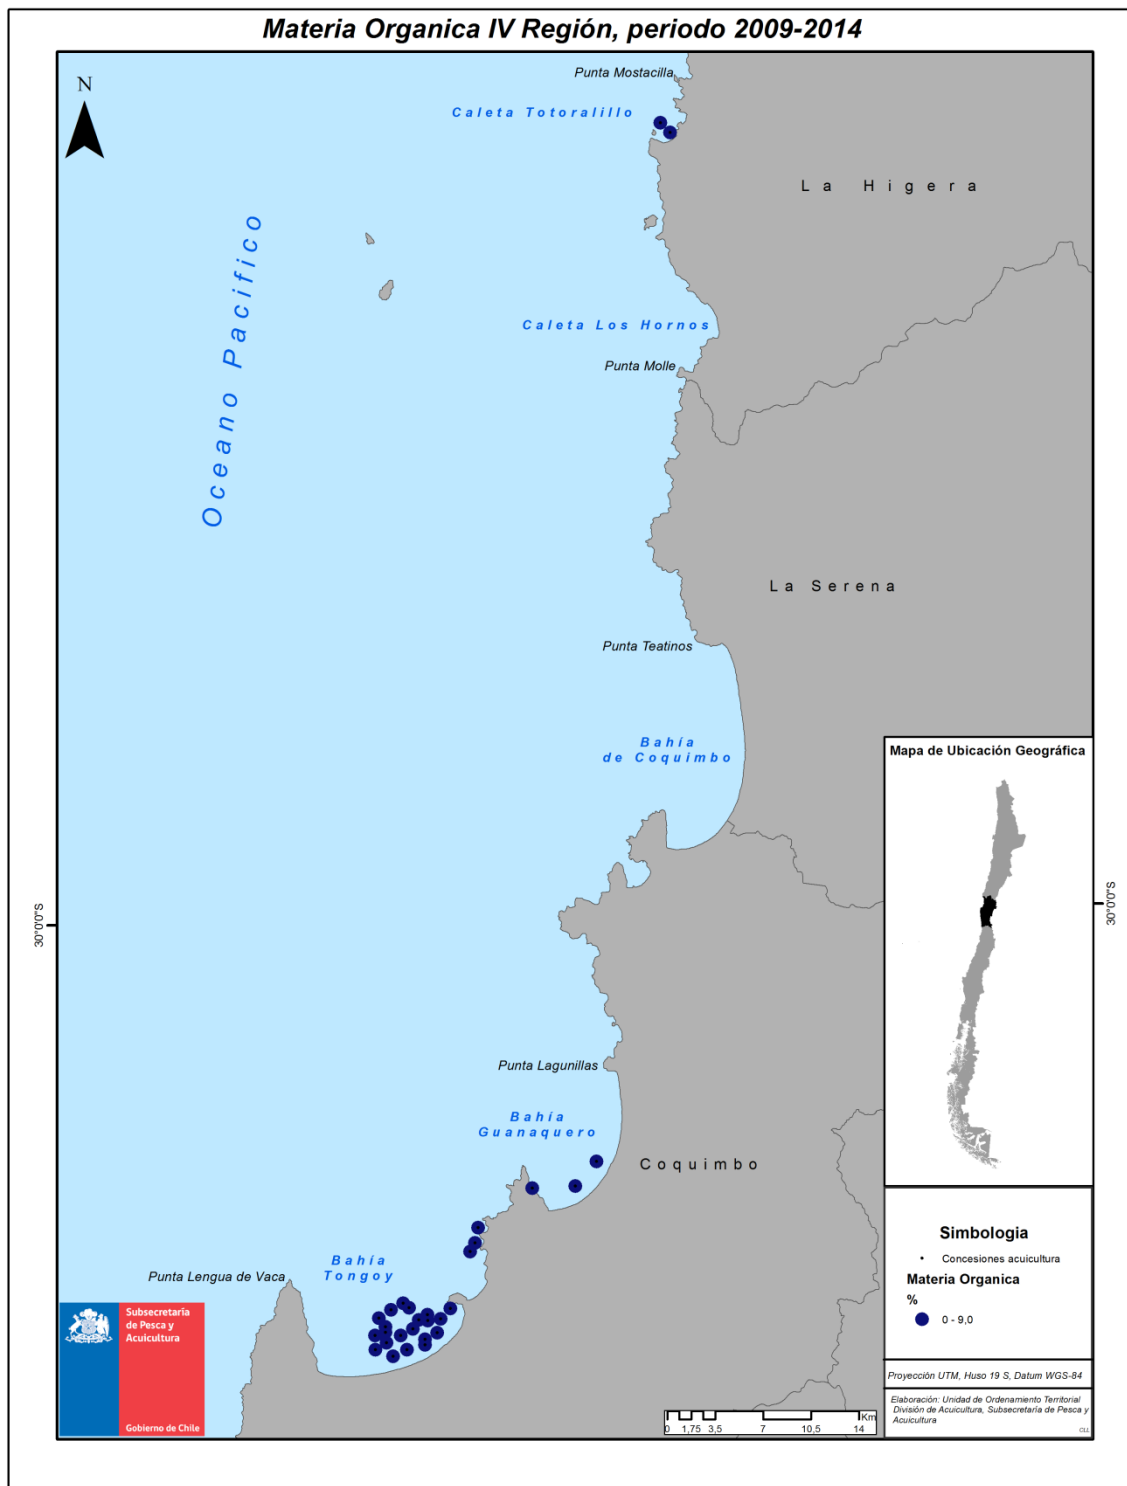 Materia Organica IV Región, periodo 2009-2014
N
Punta Mostacilla
Caleta Totoralillo
La Higera
Oceano Pacifico
Caleta Los Hornos
Punta Molle
La Serena
Punta Teatinos
Bahía
de Coquimbo
Mapa de Ubicación Geográfica
30°0'0"S
30°0'0"S
Punta Lagunillas
Bahía
Guanaquero
Coquimbo
Bahía
Tongoy
Punta Lengua de Vaca
Simbologia
Concesiones acuicultura
Materia Organica
%
0 - 9,0
Subsecretaría
de Pesca y
Acuicultura
Gobierno de Chile
Proyección UTM, Huso 19 S, Datum WGS-84
Elaboración: Unidad de Ordenamiento Territorial
División de Acuicultura, Subsecretaría de Pesca y
Acuicultura
Km
0 1,75 3,5 7 10,5 14